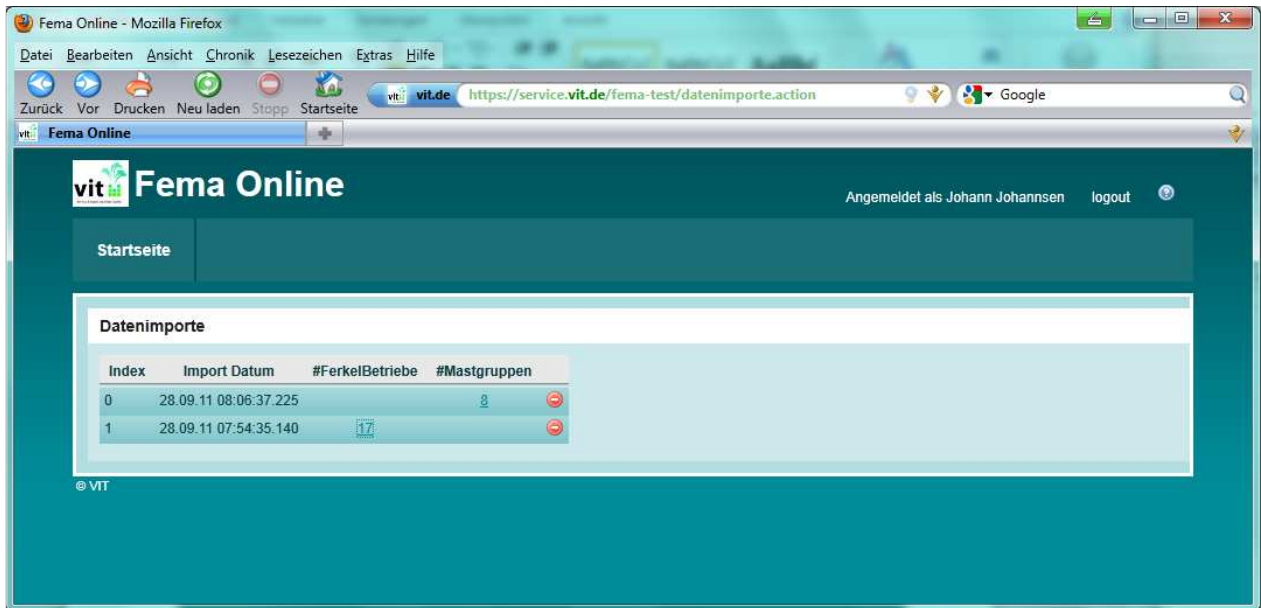 Fema Online - Mozilla Firefox
Datei Bearbeiten Ansicht Chronik Lesezeichen Extras Hilfe
Zurück Vor Drucken Neu laden Stopp Startseite vit vit.de https://service.vit.de/fema-test/datenimporte.action Google
vit Fema Online
vit Fema Online
Angemeldet als Johann Johannsen logout
Startseite
Datenimporte
Index Import Datum #FerkelBetriebe #Mastgruppen
0 28.09.11 08:06:37.225 8
1 28.09.11 07:54:35.140 17
© VIT